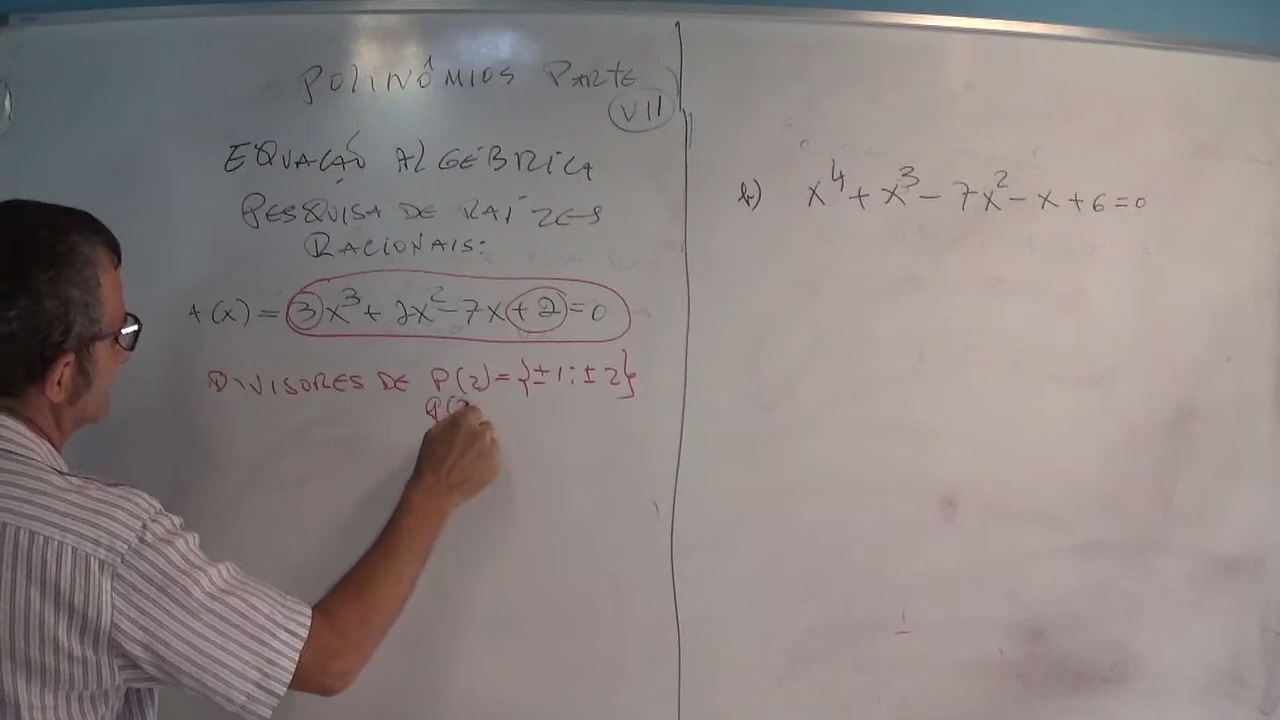 POLINÔMIOS PARTE
VII
EQUAÇÃO ALGÉBRICA
PESQUISA DE RAÍZES
RACIONAIS:
f(x) = 3x³ + 2x² - 7x + 2 = 0
DIVISORES DE P(2) = {±1; ±2}
q(3
b) x⁴ + x³ - 7x² - x + 6 = 0